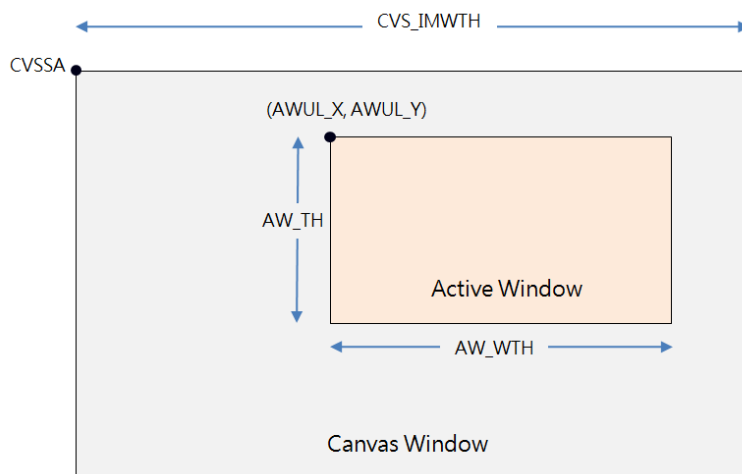 CVS_IMWTH
CVSSA
(AWUL_X, AWUL_Y)
AW_TH
Active Window
AW_WTH
Canvas Window